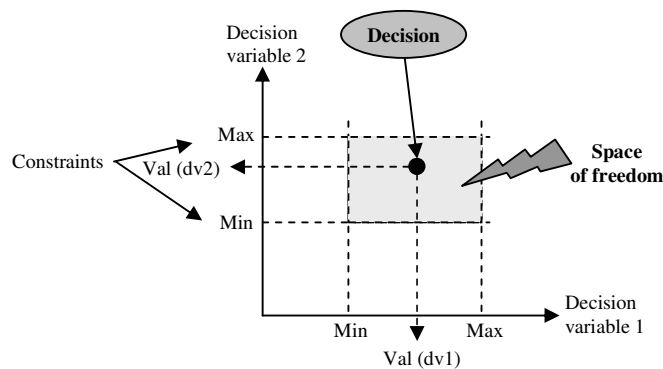 Decision
Decision
variable 2
Max
Constraints
Val (dv2)
Space
of freedom
Min
Decision
variable 1
Min
Max
Val (dv1)